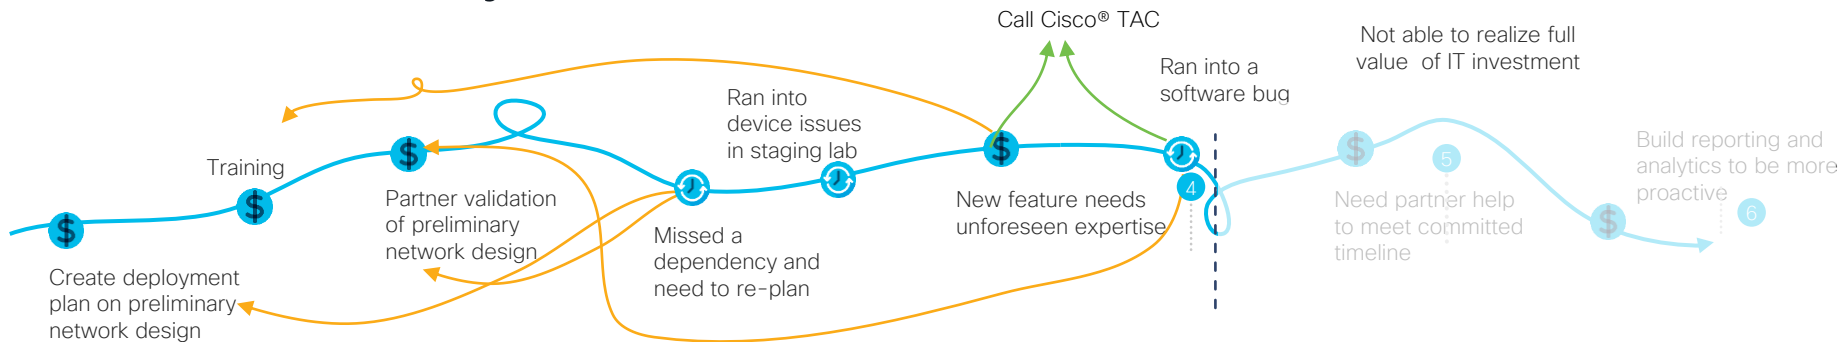 Call Cisco® TAC
Not able to realize full
value of IT investment
Ran into a
software bug
Ran into
device issues
in staging lab
Training
Build reporting and
analytics to be more
proactive
Partner validation
of preliminary
network design
New feature needs
unforeseen expertise
4
5
6
Need partner help
to meet committed
timeline
Missed a
dependency and
need to re-plan
Create deployment
plan on preliminary
network design
$
$
$
$
$
$